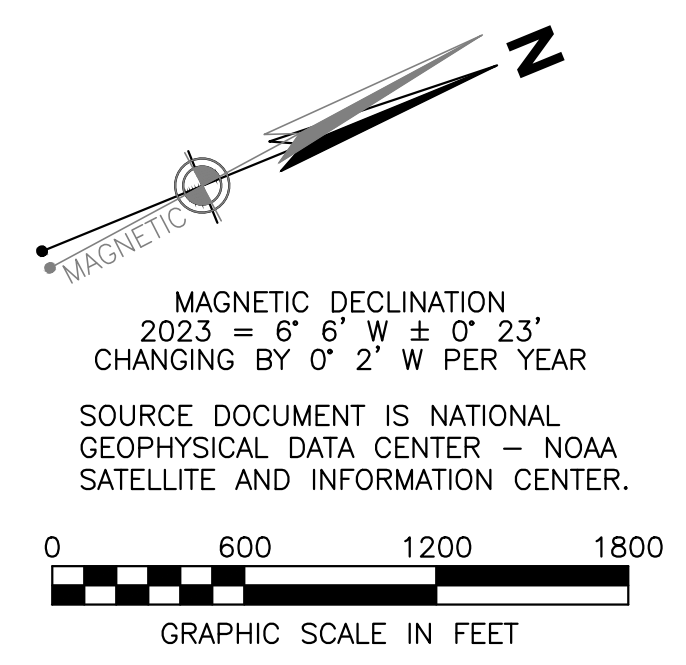 N
MAGNETIC
MAGNETIC DECLINATION
2023 = 6° 6' W ± 0° 23'
CHANGING BY 0° 2' W PER YEAR
SOURCE DOCUMENT IS NATIONAL
GEOPHYSICAL DATA CENTER – NOAA
SATELLITE AND INFORMATION CENTER.
0 600 1200 1800
GRAPHIC SCALE IN FEET